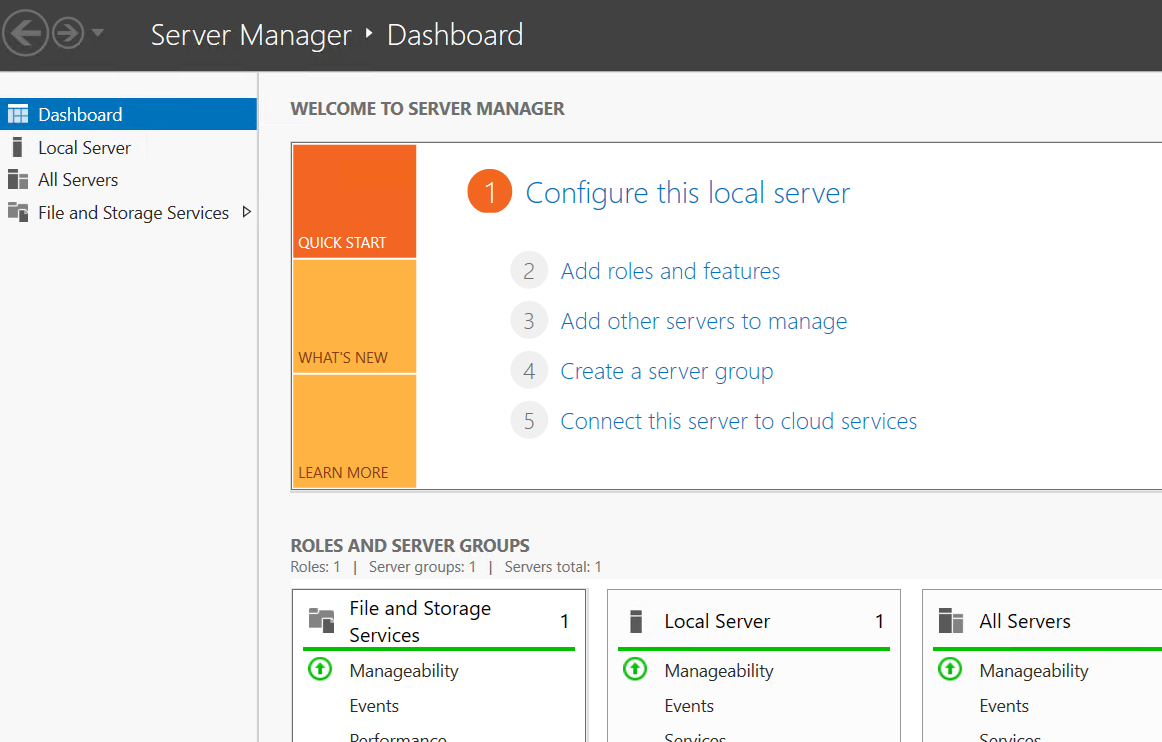 Server Manager ‣ Dashboard
Dashboard
Local Server
All Servers
File and Storage Services
WELCOME TO SERVER MANAGER
QUICK START
WHAT'S NEW
LEARN MORE
1 Configure this local server
2 Add roles and features
3 Add other servers to manage
4 Create a server group
5 Connect this server to cloud services
ROLES AND SERVER GROUPS
Roles: 1 | Server groups: 1 | Servers total: 1
File and Storage
Services 1
Manageability
Events
Performance
Local Server 1
Manageability
Events
Services
All Servers
Manageability
Events
Services